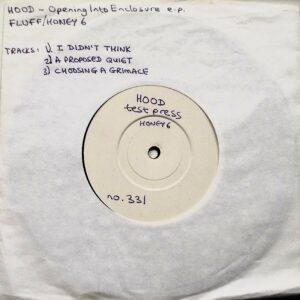 HOOD - Opening Into Enclosure e.p.
FLUFF/HONEY 6
TRACKS: 1) I DIDN'T THINK
2) A PROPOSED QUIET
3) CHOOSING A GRIMACE
HOOD
test press
HONEY 6
no. 331